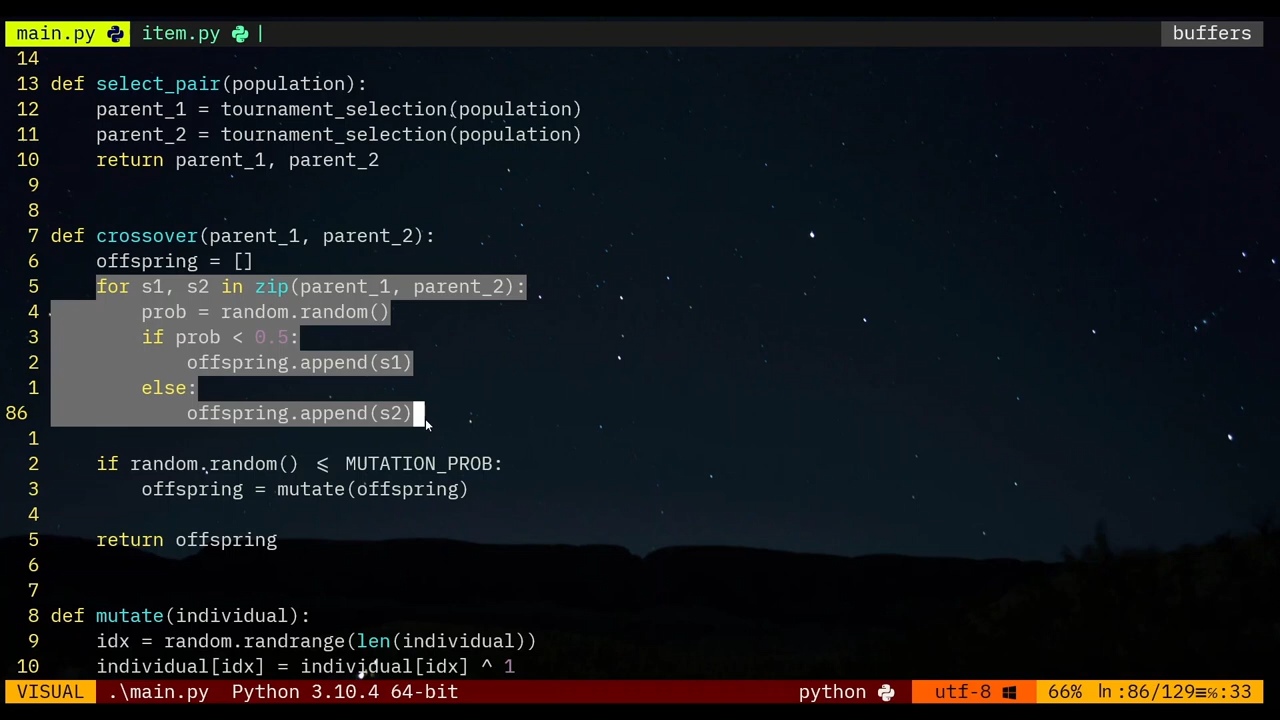 main.py item.py | buffers
14
13 def select_pair(population):
12 parent_1 = tournament_selection(population)
11 parent_2 = tournament_selection(population)
10 return parent_1, parent_2
9
8
7 def crossover(parent_1, parent_2):
6 offspring = []
5 for s1, s2 in zip(parent_1, parent_2):
4 prob = random.random()
3 if prob < 0.5:
2 offspring.append(s1)
1 else:
86 offspring.append(s2)
1
2 if random.random() ≤ MUTATION_PROB:
3 offspring = mutate(offspring)
4
5 return offspring
6
7
8 def mutate(individual):
9 idx = random.randrange(len(individual))
10 individual[idx] = individual[idx] ^ 1
VISUAL .\main.py Python 3.10.4 64-bit python utf-8 66% ln:86/129≡℅:33